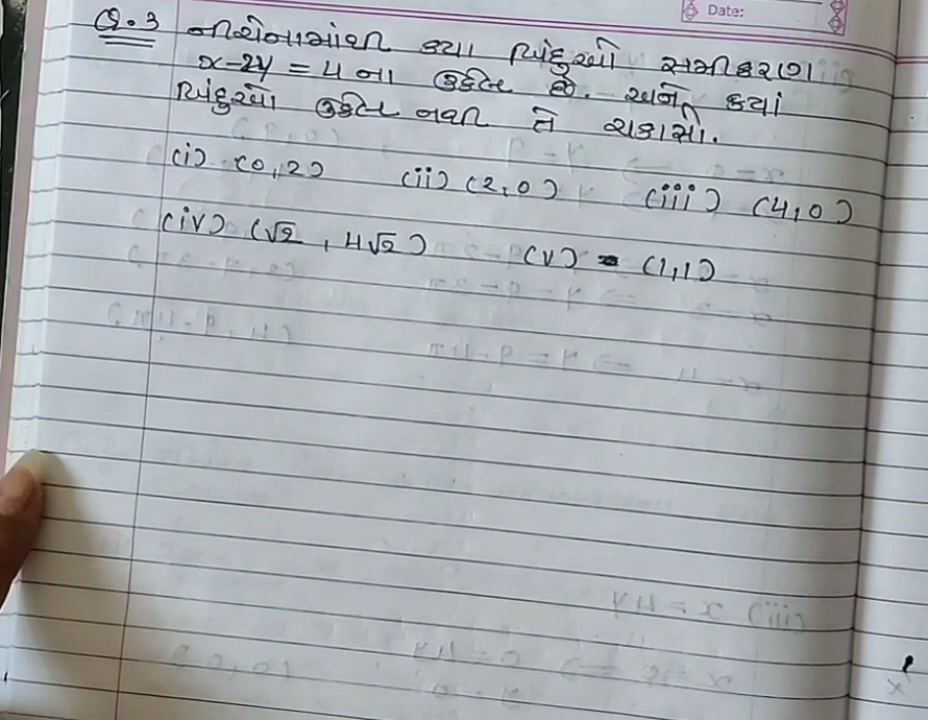 Date:
Q.3 નીચેનામાંથી કયા બિંદુઓ સમીકરણ
x-2y = 4 ના ઉકેલ છે. અને કયાં
બિંદુઓ ઉકેલ નથી તે ચકાસો.
(i) (0,2) (ii) (2,0) (iii) (4,0)
(iv) (√2 , 4√2) (v) (1,1)